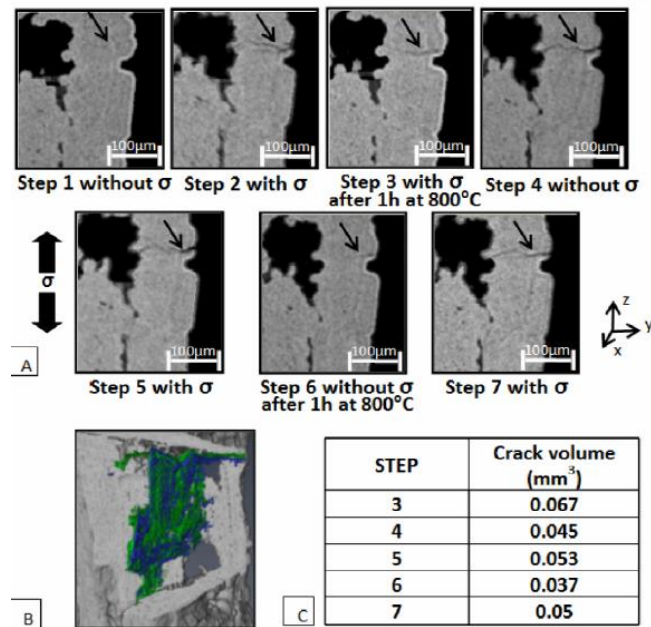 100µm 100µm 100µm 100µm
Step 1 without σ Step 2 with σ Step 3 with σ Step 4 without σ
after 1h at 800°C
σ
100µm 100µm 100µm
z
y
x
A
Step 5 with σ Step 6 without σ Step 7 with σ
after 1h at 800°C
STEP Crack volume
(mm³)
3 0.067
4 0.045
5 0.053
6 0.037
7 0.05
B C